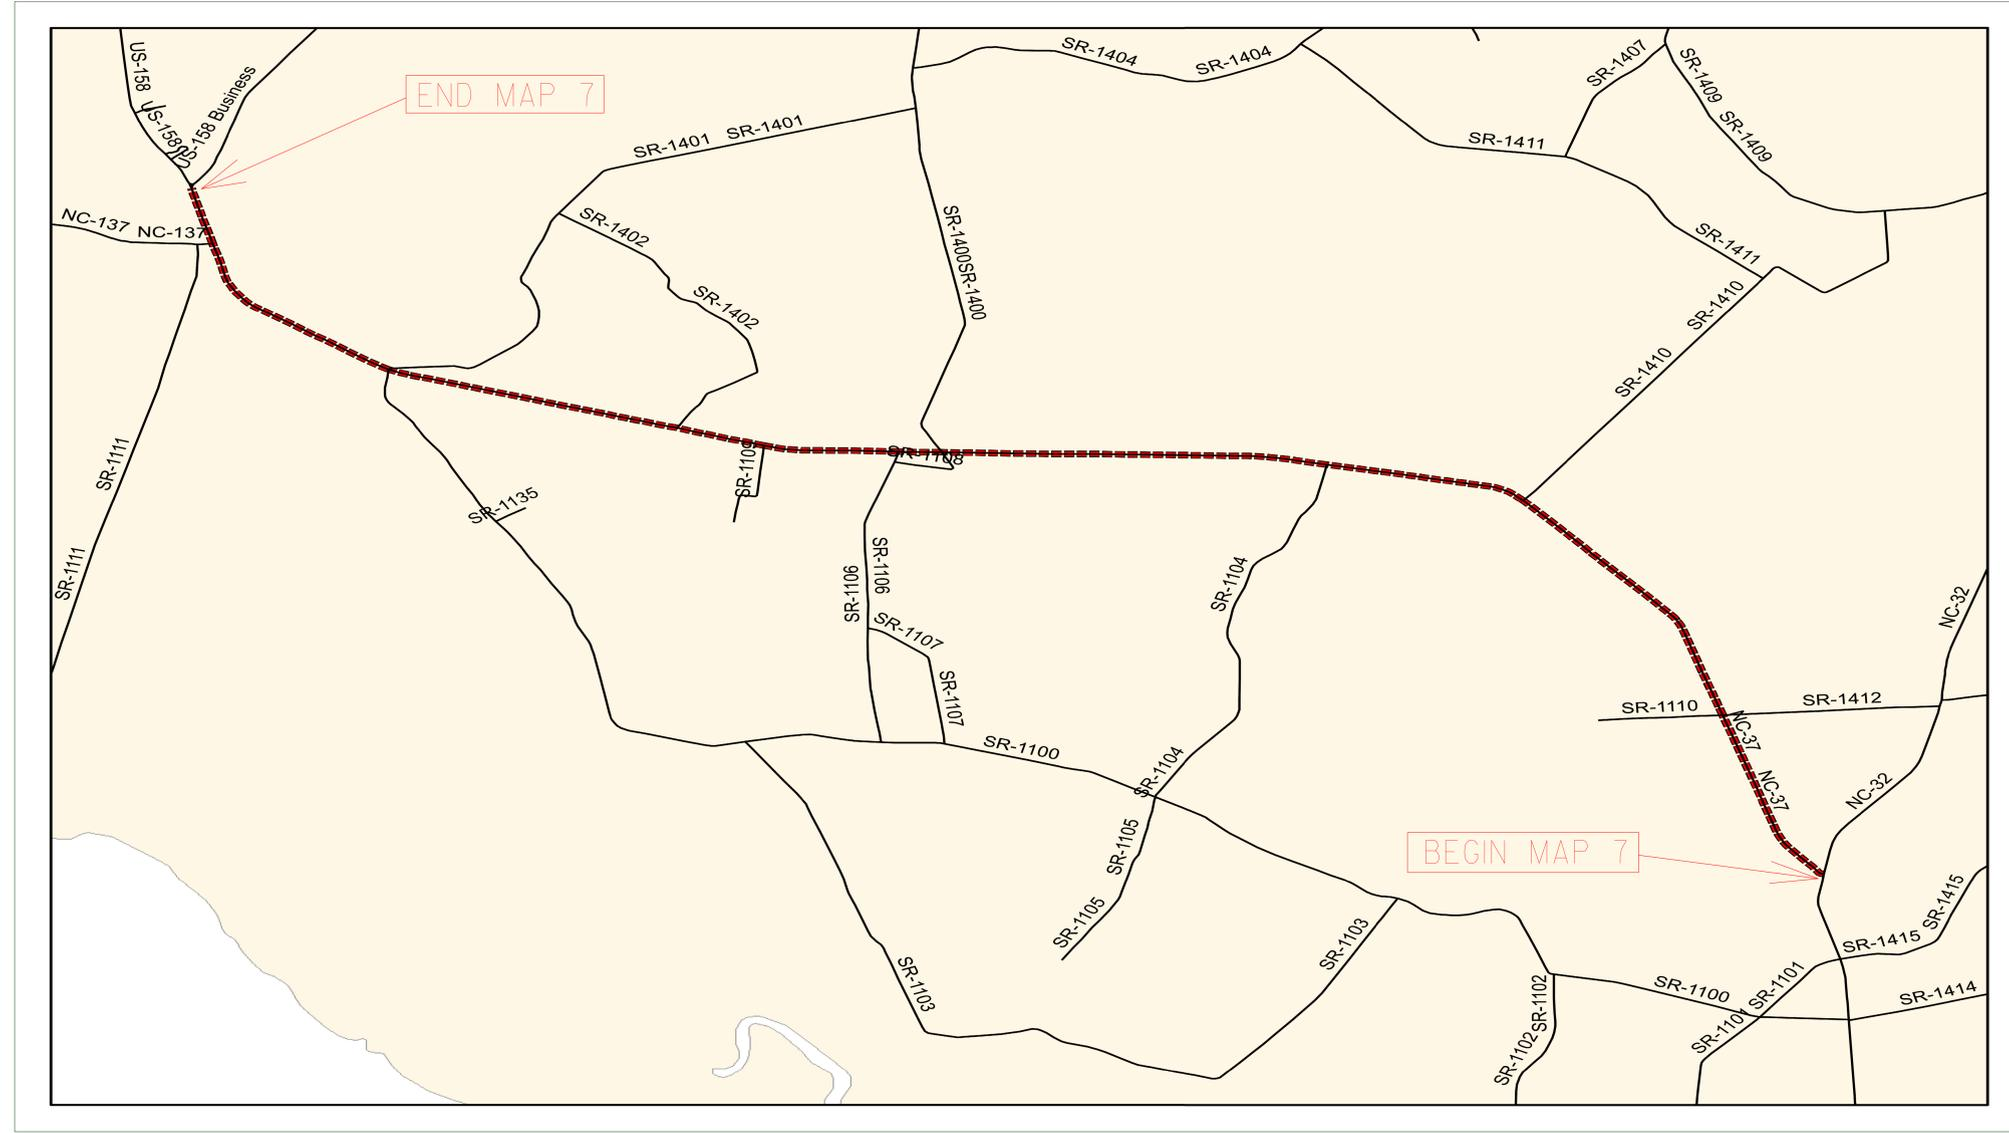 US-158
US-158
US-158 Business
END MAP 7
SR-1404
SR-1404
SR-1407
SR-1409
SR-1409
SR-1401
SR-1401
SR-1411
NC-137
NC-137
SR-1402
SR-1400
SR-1400
SR-1411
SR-1402
SR-1410
SR-1410
SR-1111
SR-1109
SR-1108
SR-1135
SR-1111
SR-1106
SR-1106
SR-1104
NC-32
SR-1107
SR-1107
SR-1110
SR-1412
NC-37
NC-37
SR-1100
SR-1104
NC-32
SR-1105
BEGIN MAP 7
SR-1105
SR-1103
SR-1415
SR-1415
SR-1103
SR-1102
SR-1102
SR-1100
SR-1101
SR-1101
SR-1414